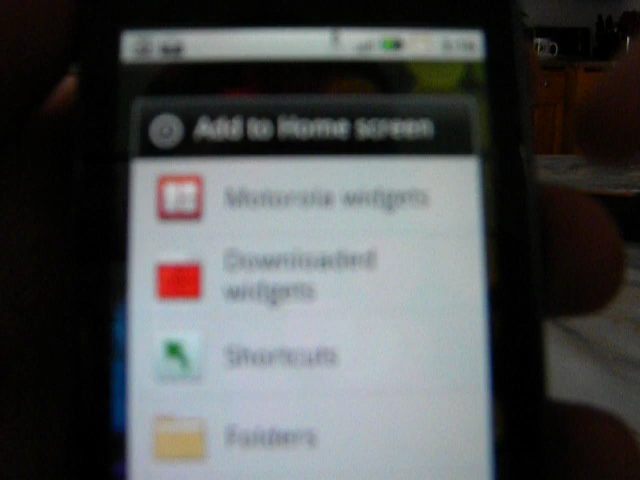 Add to Home screen
Motorola widgets
Downloaded
widgets
Shortcuts
Folders